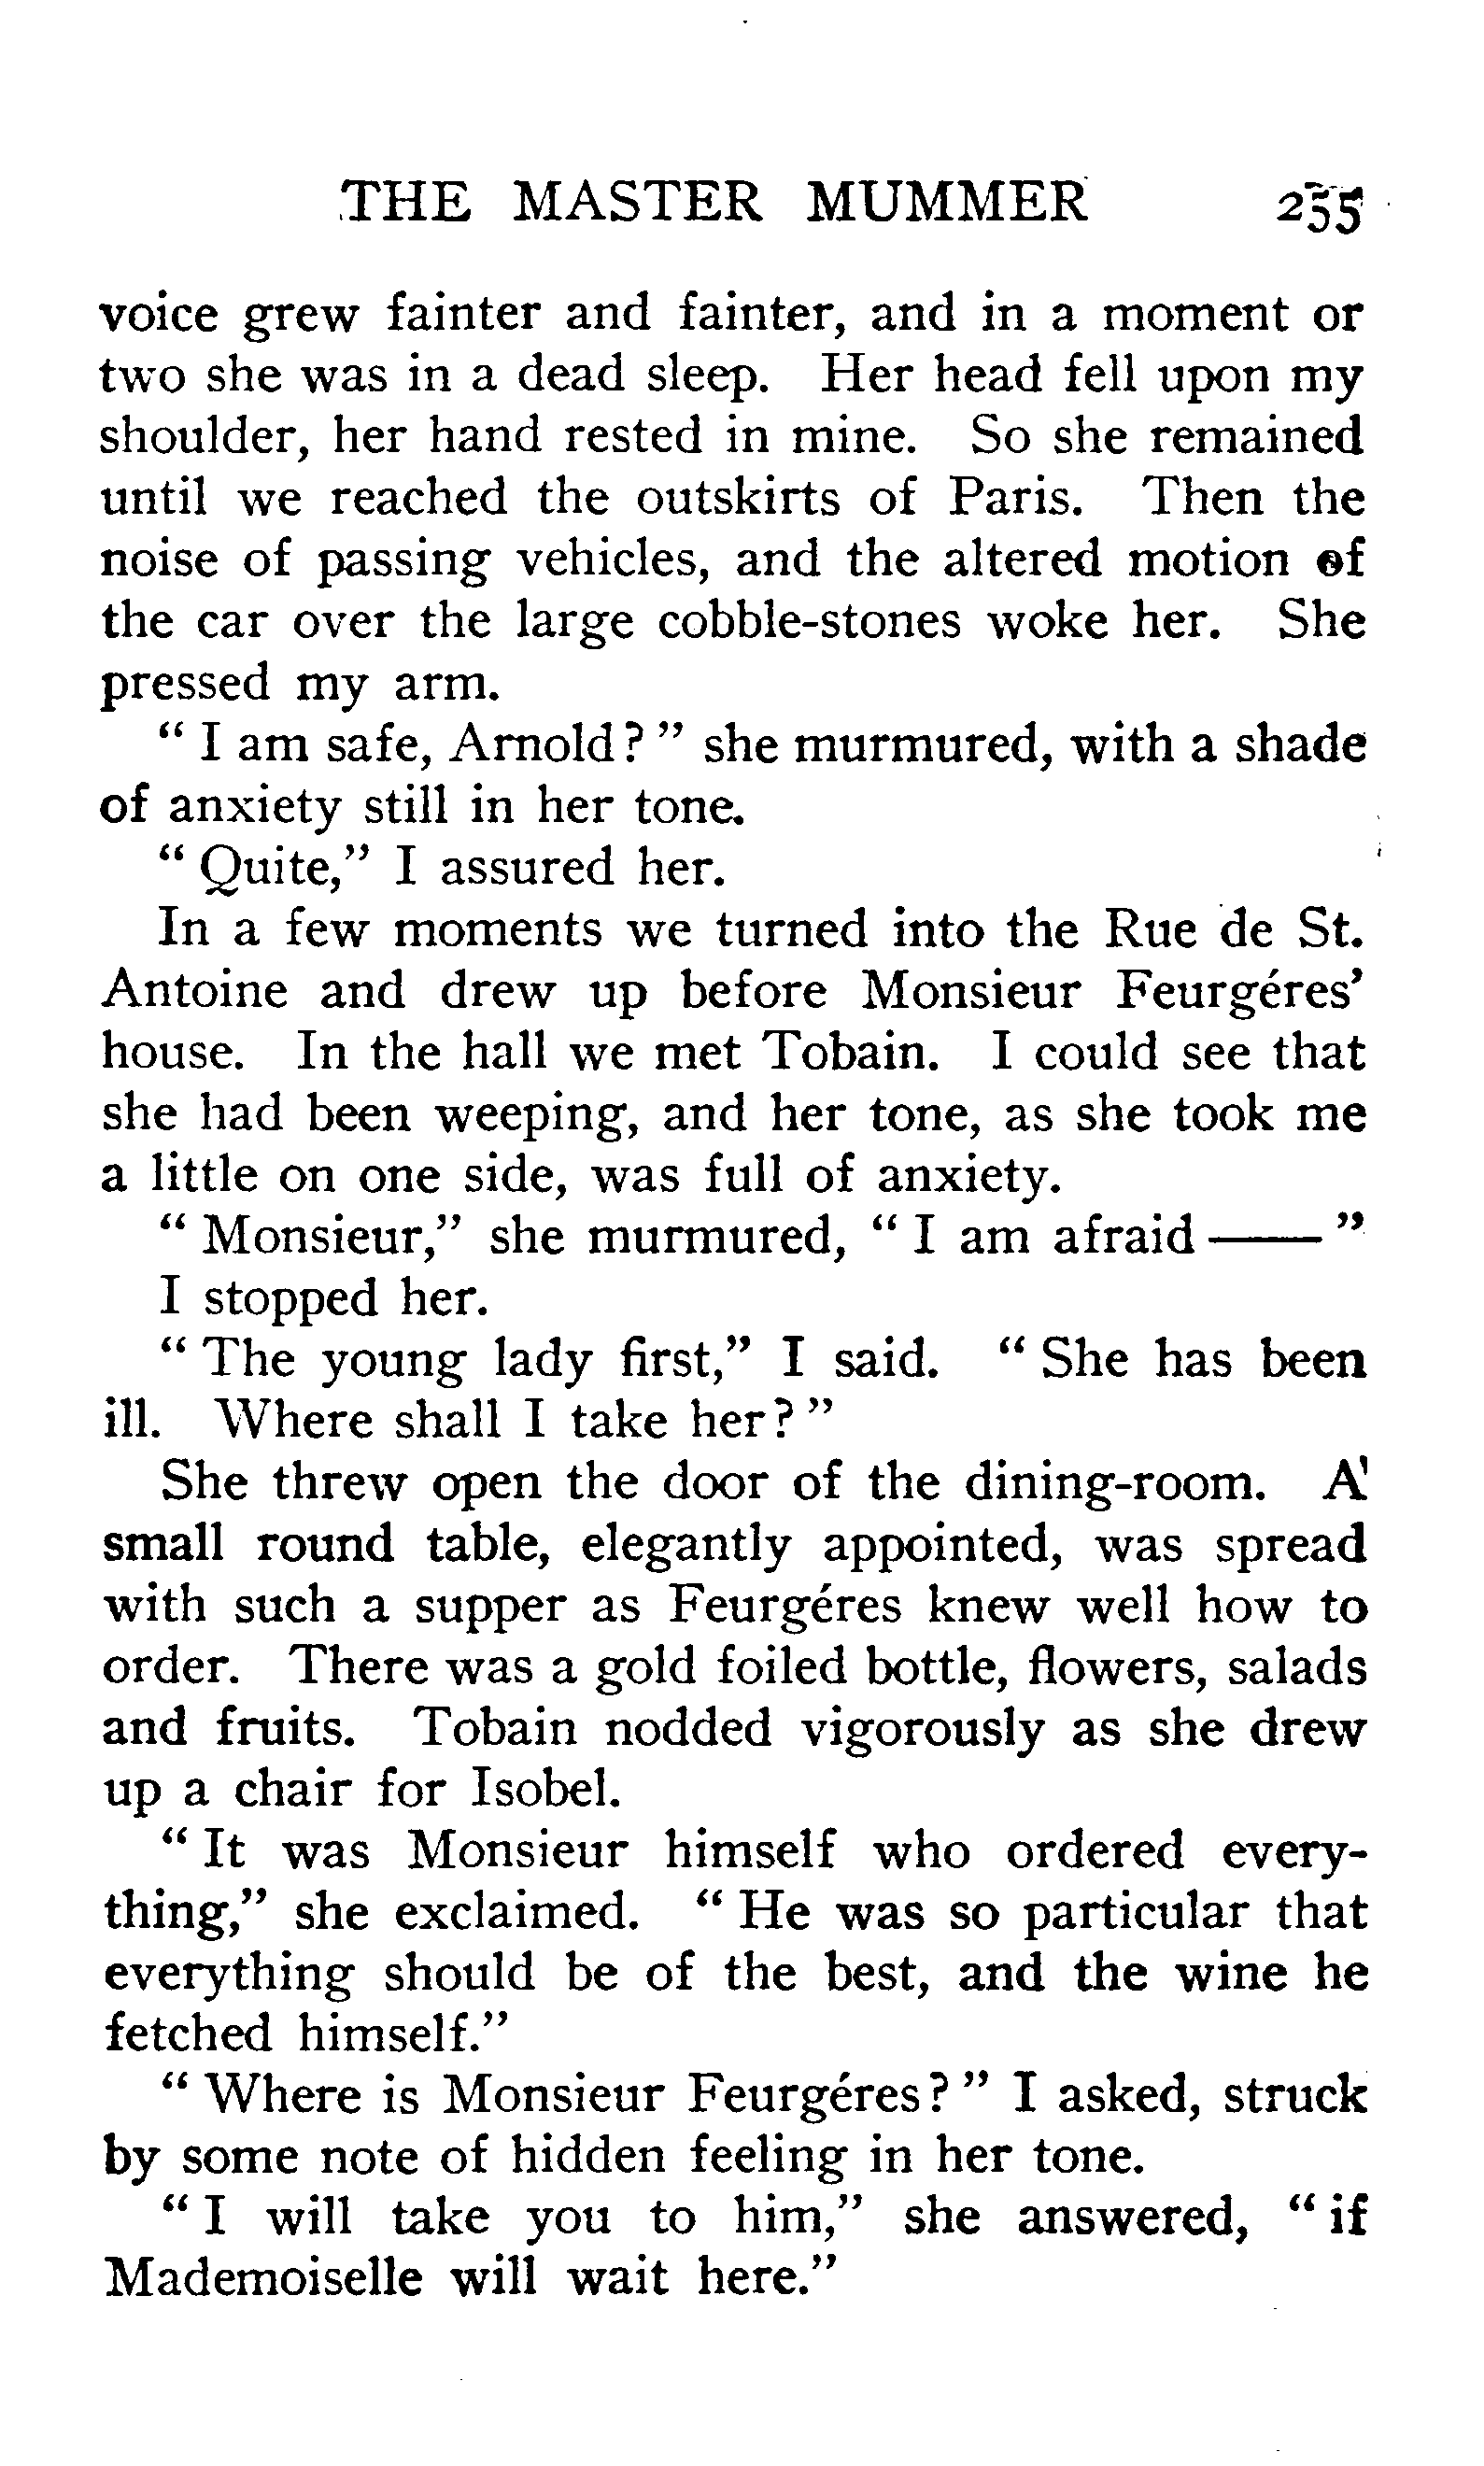 THE MASTER MUMMER 255
voice grew fainter and fainter, and in a moment or
two she was in a dead sleep. Her head fell upon my
shoulder, her hand rested in mine. So she remained
until we reached the outskirts of Paris. Then the
noise of passing vehicles, and the altered motion of
the car over the large cobble-stones woke her. She
pressed my arm.
" I am safe, Arnold? " she murmured, with a shade
of anxiety still in her tone.
" Quite," I assured her.
In a few moments we turned into the Rue de St.
Antoine and drew up before Monsieur Feurgéres'
house. In the hall we met Tobain. I could see that
she had been weeping, and her tone, as she took me
a little on one side, was full of anxiety.
" Monsieur," she murmured, " I am afraid —— "
I stopped her.
" The young lady first," I said. " She has been
ill. Where shall I take her? "
She threw open the door of the dining-room. A
small round table, elegantly appointed, was spread
with such a supper as Feurgéres knew well how to
order. There was a gold foiled bottle, flowers, salads
and fruits. Tobain nodded vigorously as she drew
up a chair for Isobel.
" It was Monsieur himself who ordered every-
thing," she exclaimed. " He was so particular that
everything should be of the best, and the wine he
fetched himself."
" Where is Monsieur Feurgéres? " I asked, struck
by some note of hidden feeling in her tone.
" I will take you to him," she answered, " if
Mademoiselle will wait here."